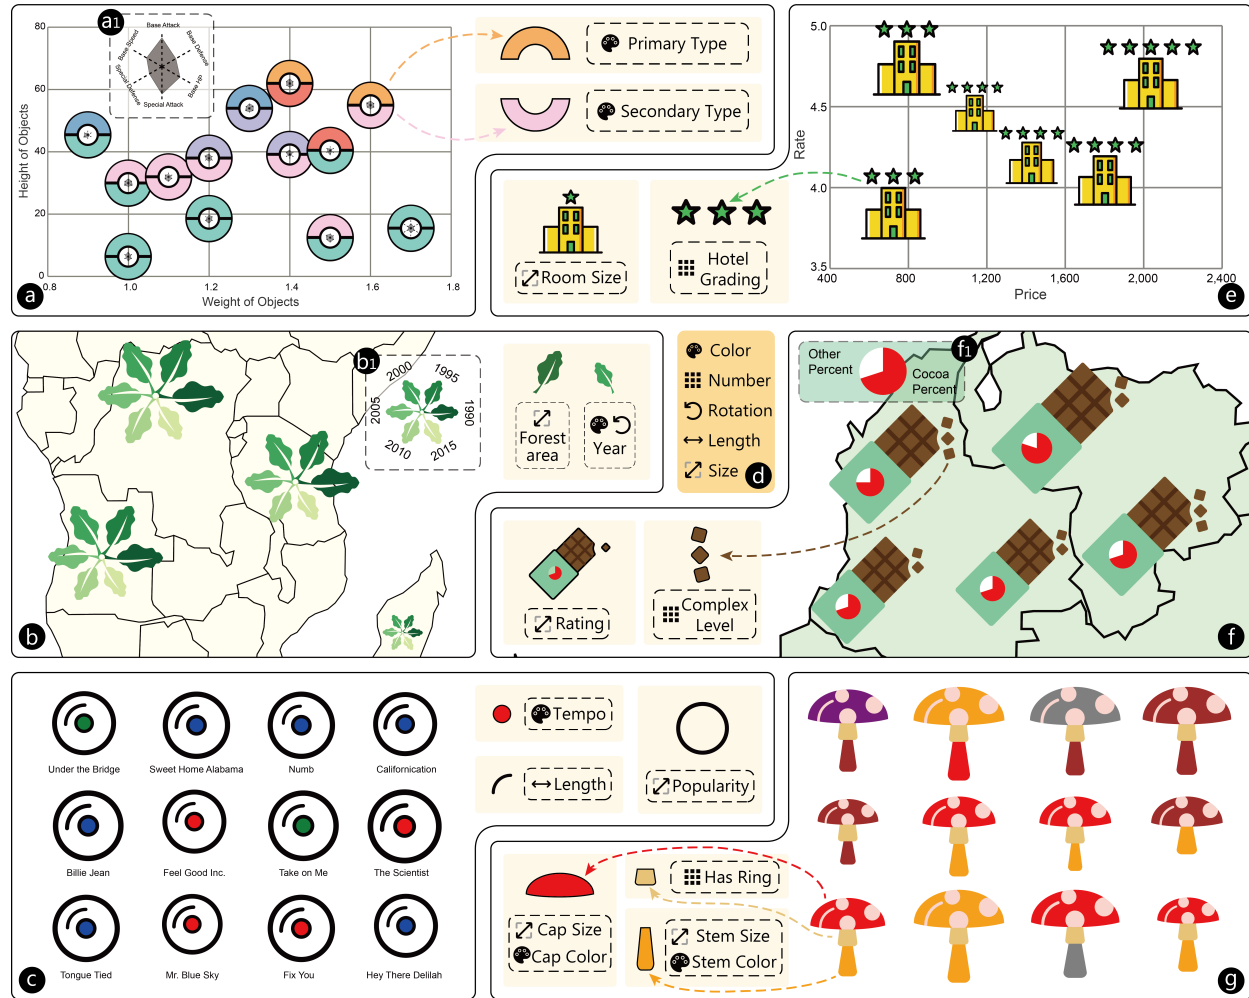 80
60
40
20
0
Height of Objects
0.8
1.0
1.2
1.4
1.6
1.8
Weight of Objects
a
a1
Base Attack
Base Defense
Base HP
Special Attack
Special Defense
Base Speed
Primary Type
Secondary Type
5.0
4.5
4.0
3.5
Rate
400
800
1,200
1,600
2,000
2,400
Price
e
Room Size
Hotel
Grading
b
b1
2000
1995
1990
2015
2010
2005
Forest
area
Year
Color
Number
Rotation
Length
Size
d
f1
Other
Percent
Cocoa
Percent
Rating
Complex
Level
f
Under the Bridge
Sweet Home Alabama
Numb
Californication
Billie Jean
Feel Good Inc.
Take on Me
The Scientist
Tongue Tied
Mr. Blue Sky
Fix You
Hey There Delilah
c
Tempo
Length
Popularity
Cap Size
Cap Color
Has Ring
Stem Size
Stem Color
g